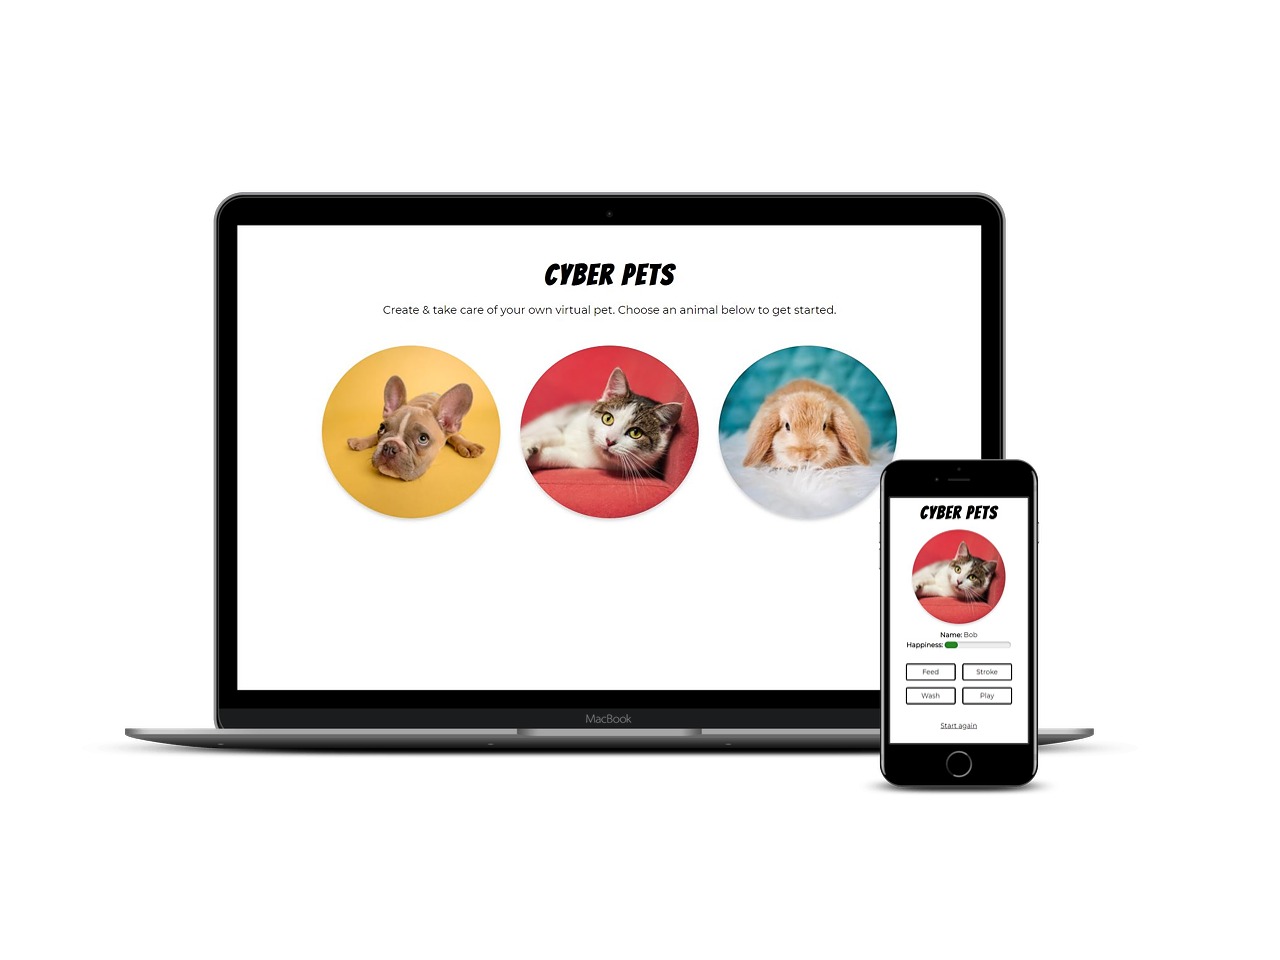 CYBER PETS
Create & take care of your own virtual pet. Choose an animal below to get started.
MacBook
CYBER PETS
Name: Bob
Happiness:
Feed
Stroke
Wash
Play
Start again